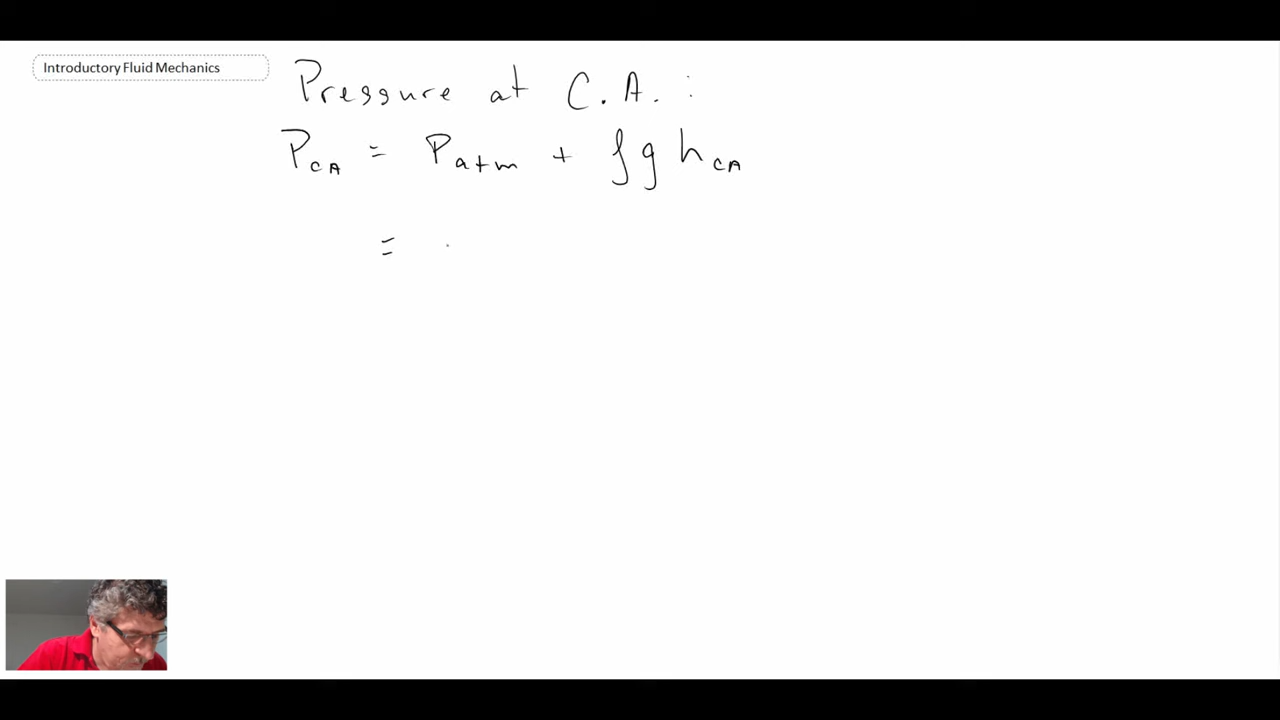 Introductory Fluid Mechanics
Pressure at C.A. :
P_CA = P_atm + ρ g h_CA
=